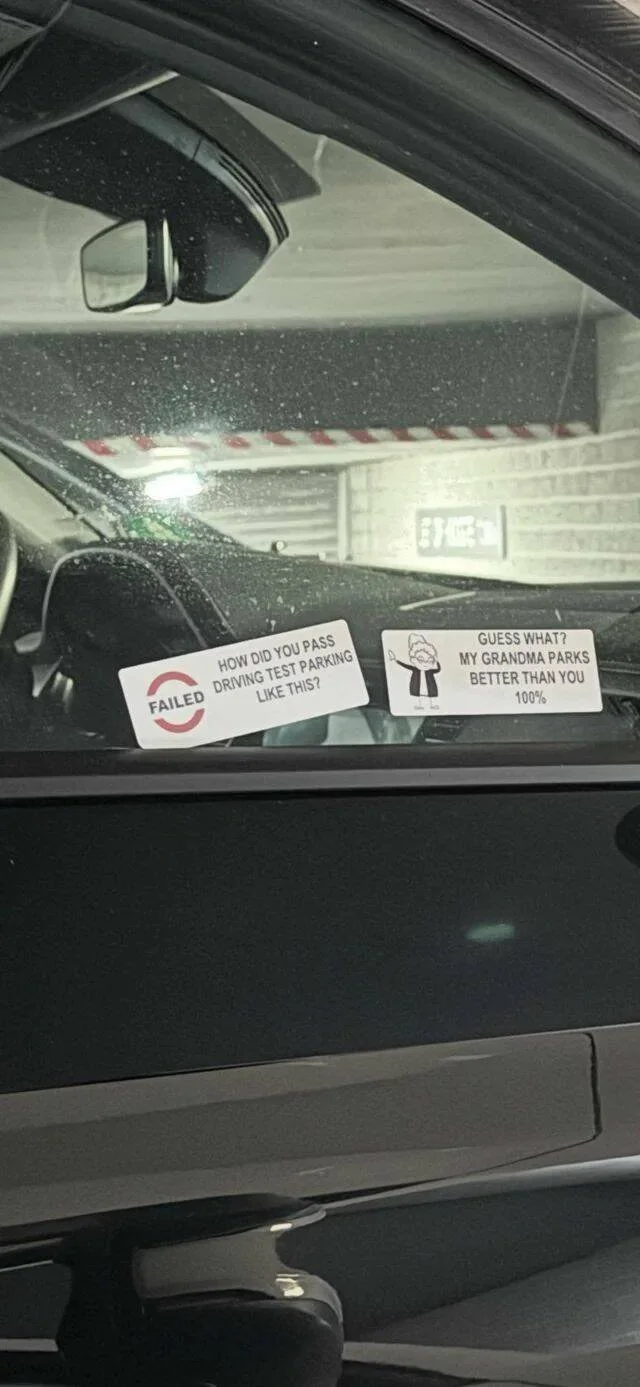 FAILED
HOW DID YOU PASS
DRIVING TEST PARKING
LIKE THIS?
GUESS WHAT?
MY GRANDMA PARKS
BETTER THAN YOU
100%